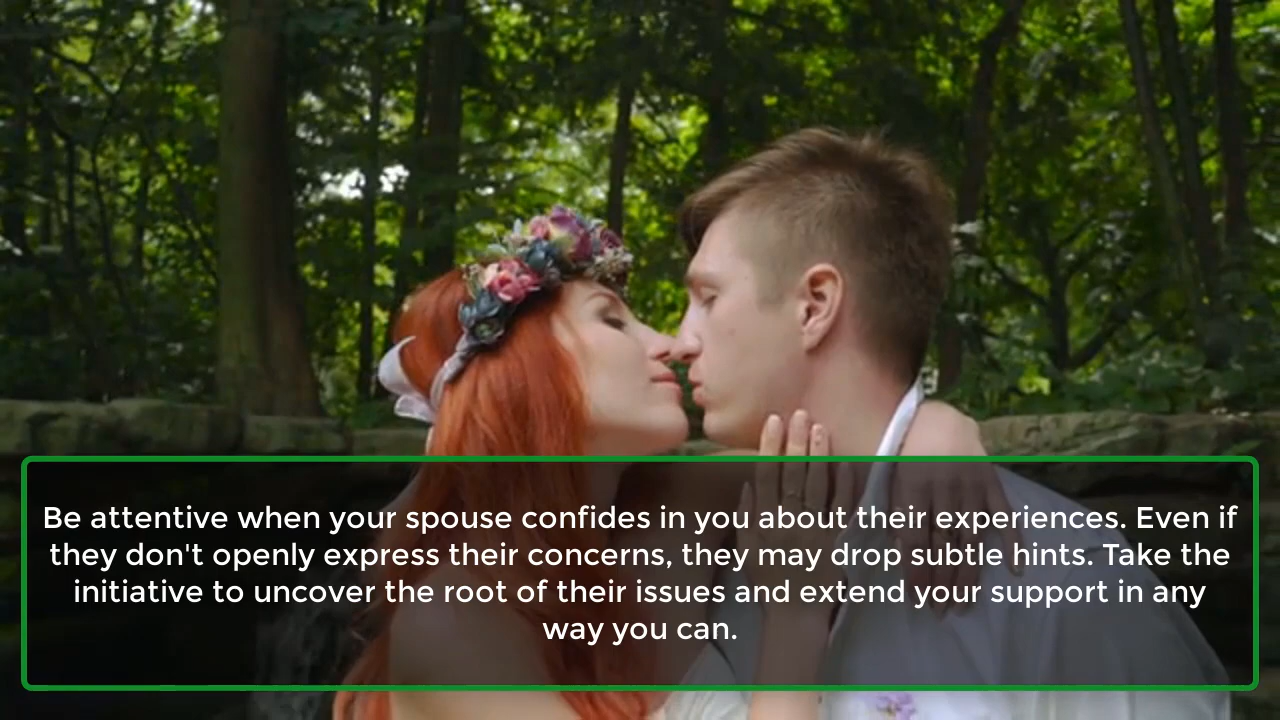 Be attentive when your spouse confides in you about their experiences. Even if
they don't openly express their concerns, they may drop subtle hints. Take the
initiative to uncover the root of their issues and extend your support in any
way you can.